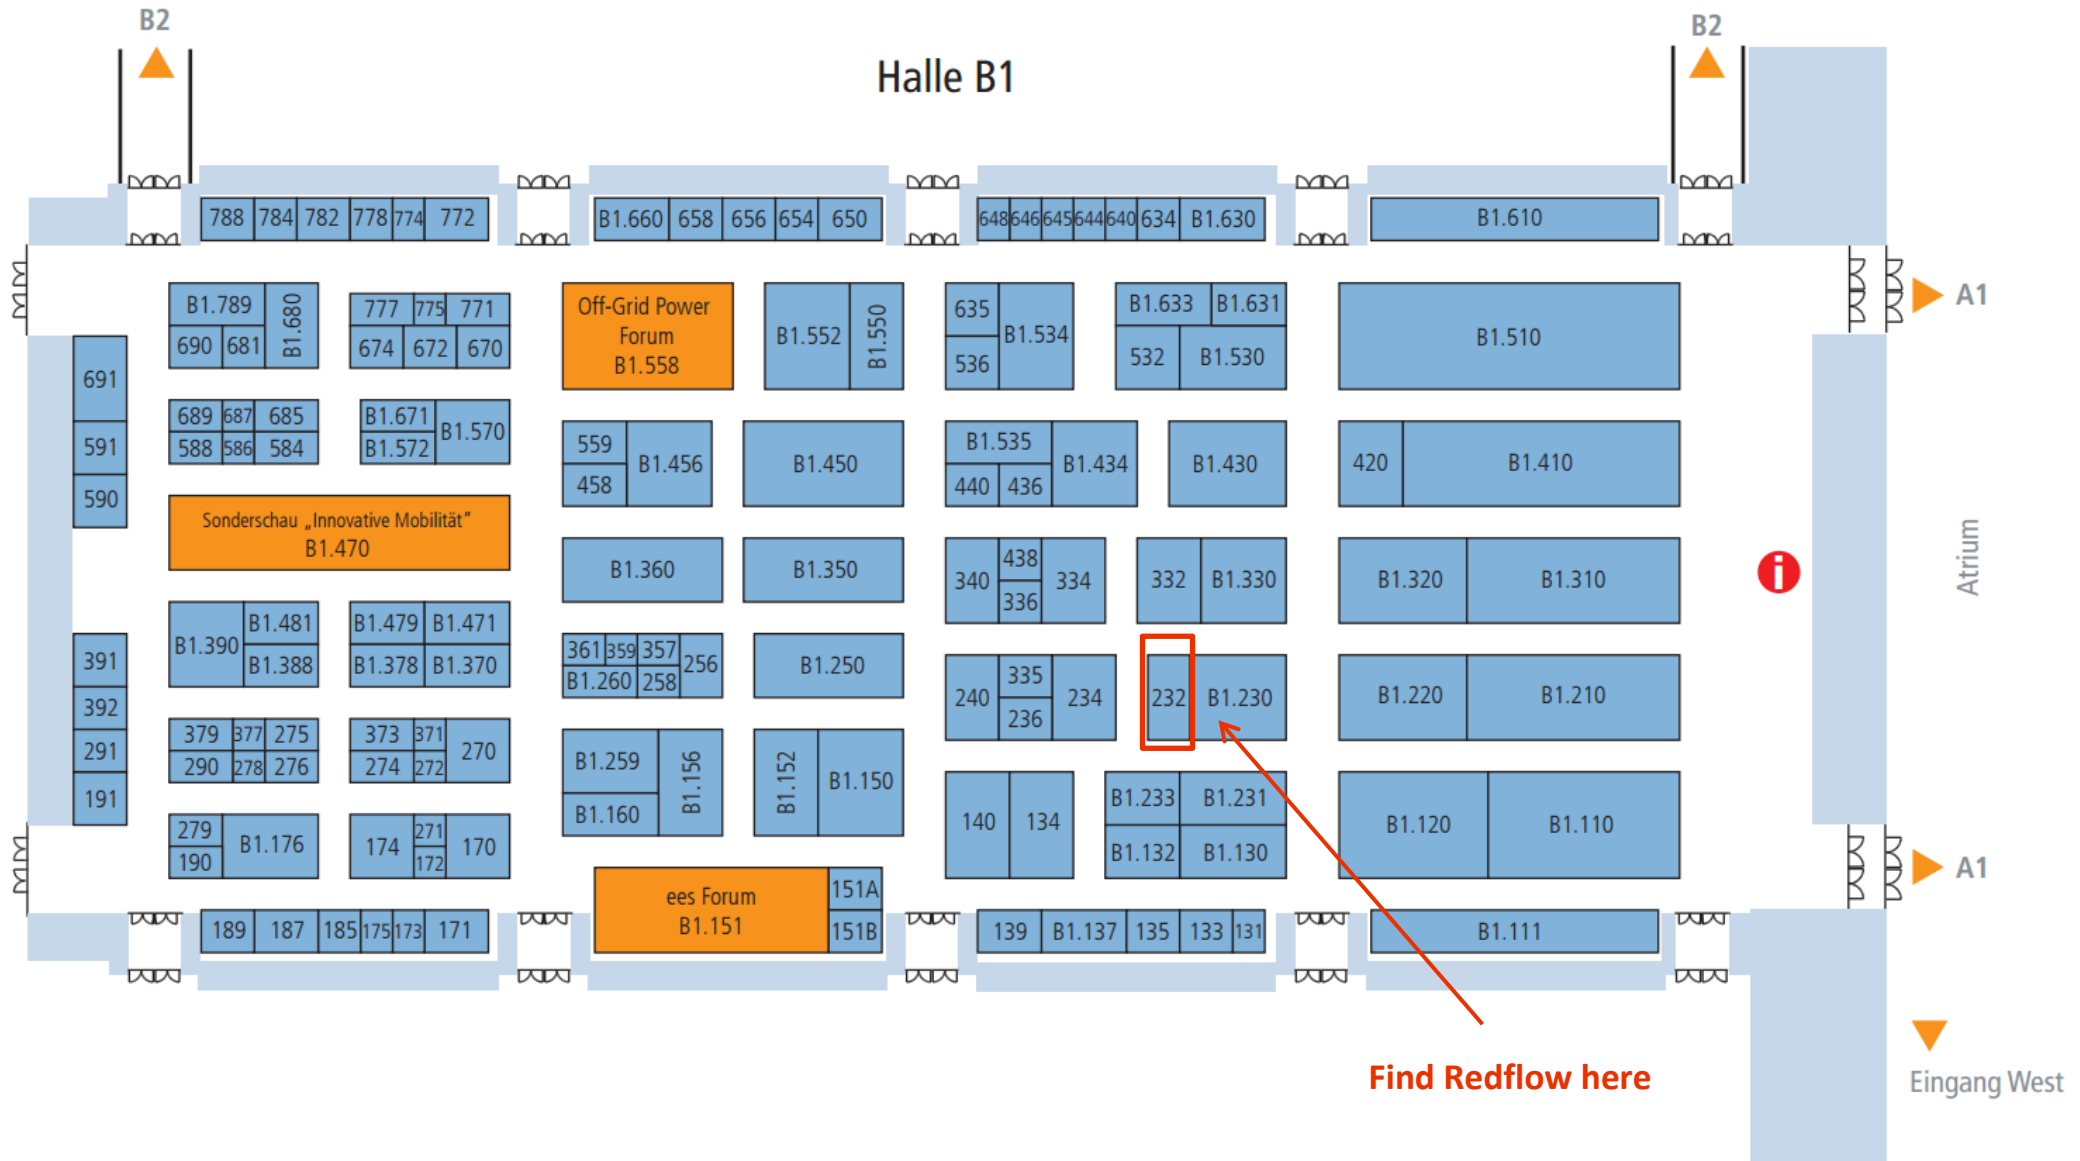 B2
B2
Halle B1
788 784 782 778 774 772
B1.660 658 656 654 650
648 646 645 644 640 634 B1.630
B1.610
B1.789 B1.680
690 681
777 775 771
674 672 670
Off-Grid Power
Forum
B1.558
B1.552 B1.550
635 B1.534
536
B1.633 B1.631
532 B1.530
B1.510
A1
691
591
590
689 687 685
588 586 584
B1.671 B1.570
B1.572
559 B1.456
458
B1.450
B1.535 B1.434
440 436
B1.430
420 B1.410
Sonderschau „Innovative Mobilität“
B1.470
B1.360
B1.350
340 438 334
336
332 B1.330
B1.320 B1.310
i
Atrium
391
392
291
191
B1.390 B1.481
B1.388
B1.479 B1.471
B1.378 B1.370
361 359 357 256
B1.260 258
B1.250
240 335 234
236
232 B1.230
B1.220 B1.210
379 377 275
290 278 276
373 371 270
274 272
B1.259 B1.156
B1.160
B1.152 B1.150
140 134
B1.233 B1.231
B1.132 B1.130
B1.120 B1.110
279 B1.176
190
174 271 170
172
A1
189 187 185 175 173 171
ees Forum
B1.151
151A
151B
139 B1.137 135 133 131
B1.111
Find Redflow here
Eingang West